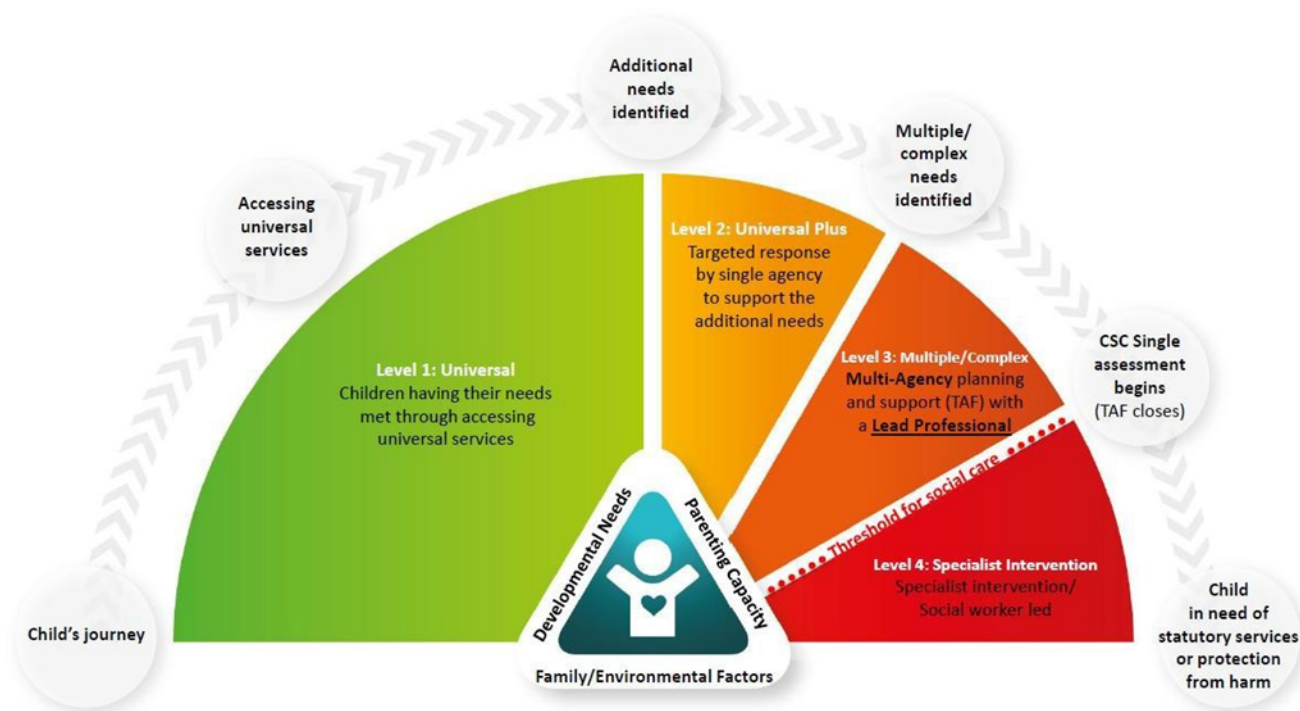 Child's journey
Accessing
universal
services
Additional
needs
identified
Multiple/
complex
needs
identified
CSC Single
assessment
begins
(TAF closes)
Child
in need of
statutory services
or protection
from harm
Level 1: Universal
Children having their needs
met through accessing
universal services
Level 2: Universal Plus
Targeted response
by single agency
to support the
additional needs
Level 3: Multiple/Complex
Multi-Agency planning
and support (TAF) with
a Lead Professional
Threshold for social care
Level 4: Specialist Intervention
Specialist intervention/
Social worker led
Developmental Needs
Parenting Capacity
Family/Environmental Factors